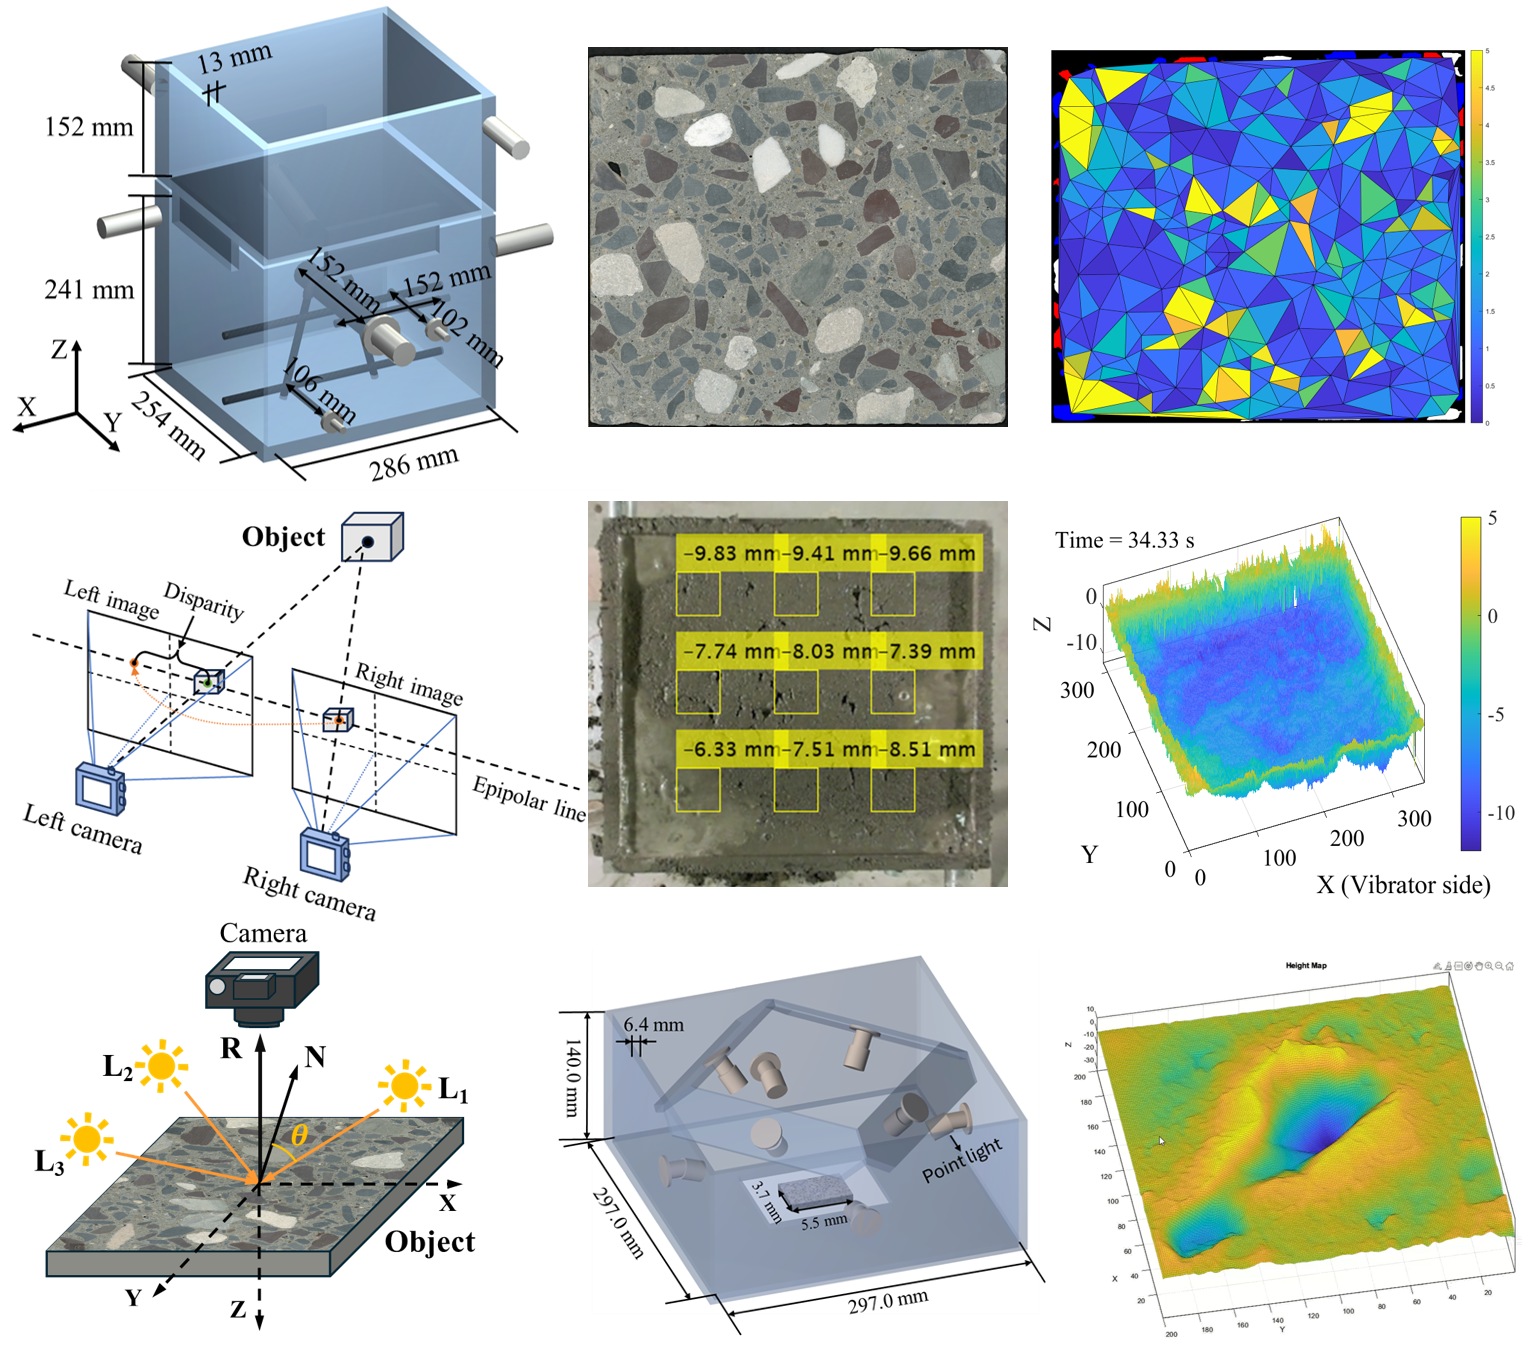 13 mm
152 mm
241 mm
152 mm
152 mm
102 mm
106 mm
Z
X
Y
254 mm
286 mm
5
4.5
4
3.5
3
2.5
2
1.5
1
0.5
0
Object
Left image
Disparity
Right image
Epipolar line
Left camera
Right camera
-9.83 mm
-9.41 mm
-9.66 mm
-7.74 mm
-8.03 mm
-7.39 mm
-6.33 mm
-7.51 mm
-8.51 mm
Time = 34.33 s
Z
0
-10
300
200
100
0
Y
0
100
200
300
X (Vibrator side)
5
0
-5
-10
Camera
R
N
L1
L2
L3
θ
X
Y
Z
Object
6.4 mm
140.0 mm
3.7 mm
5.5 mm
Point light
297.0 mm
297.0 mm
Height Map
10
0
-10
-20
-30
Z
200
180
160
140
120
100
80
60
40
20
X
200
180
160
140
120
100
80
60
40
20
Y